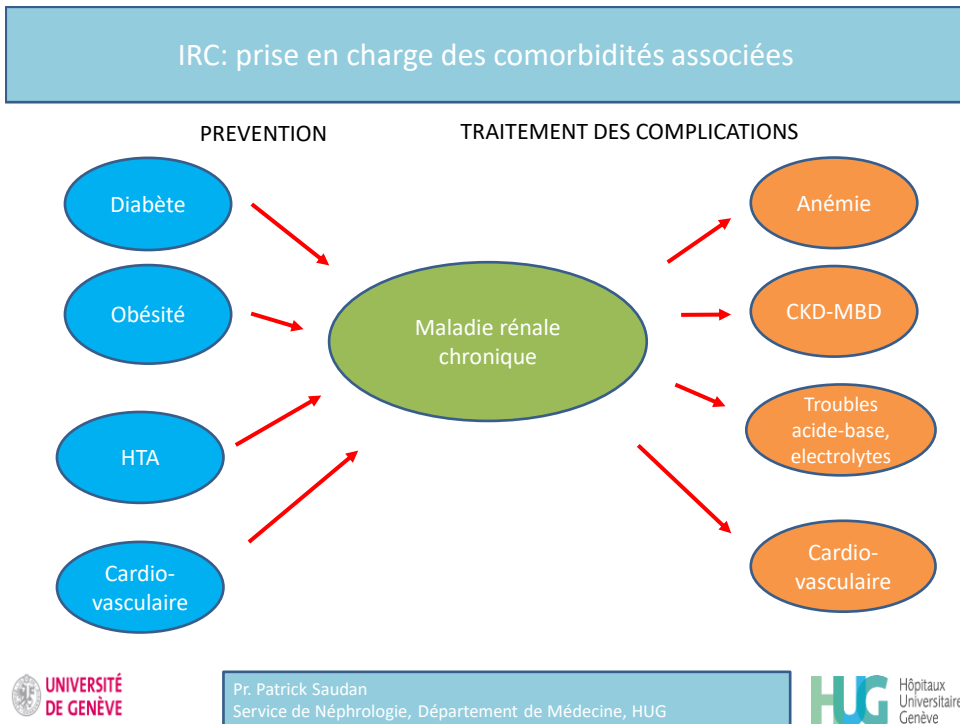 IRC: prise en charge des comorbidités associées
PREVENTION
TRAITEMENT DES COMPLICATIONS
Diabète
Obésité
HTA
Cardio-
vasculaire
Maladie rénale
chronique
Anémie
CKD-MBD
Troubles
acide-base,
electrolytes
Cardio-
vasculaire
UNIVERSITÉ
DE GENÈVE
Pr. Patrick Saudan
Service de Néphrologie, Département de Médecine, HUG
HUG
Hôpitaux
Universitaire
Genève